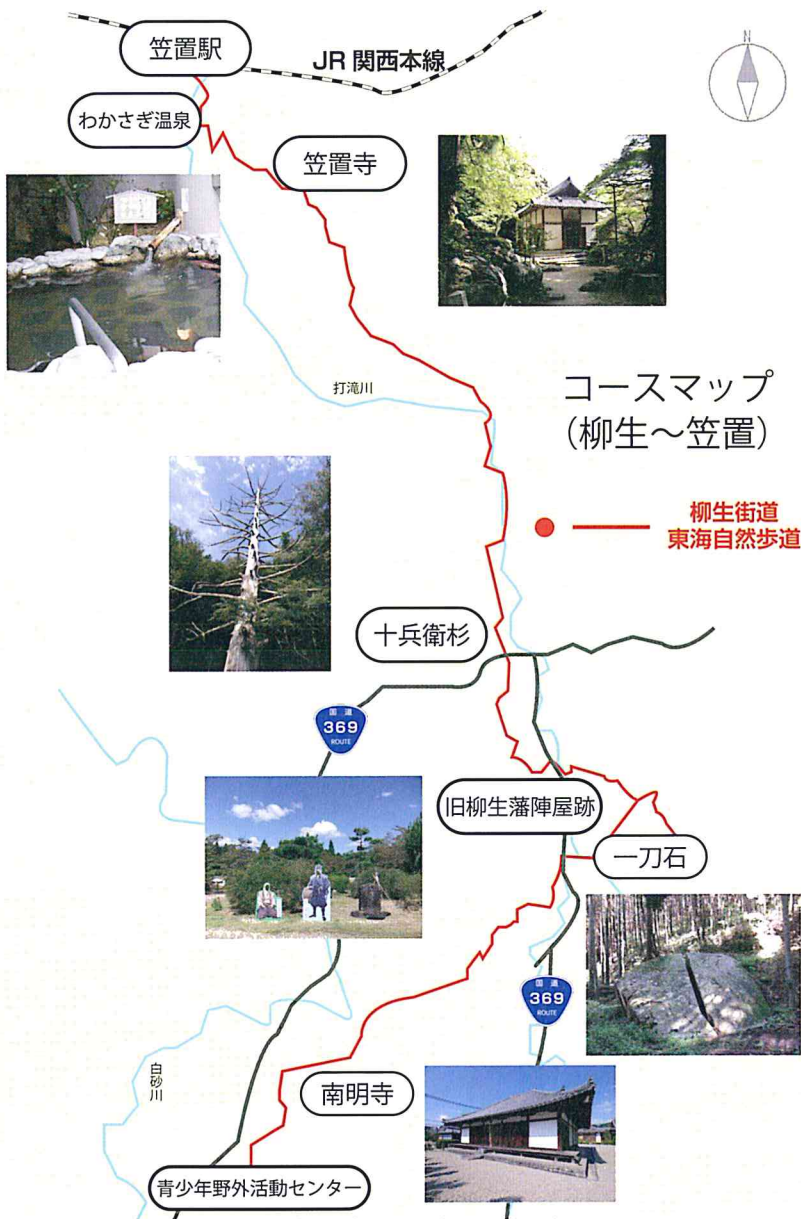 笠置駅
JR 関西本線
N
わかさぎ温泉
笠置寺
打滝川
コースマップ
（柳生～笠置）
柳生街道
東海自然歩道
十兵衛杉
国道
369
ROUTE
旧柳生藩陣屋跡
一刀石
国道
369
ROUTE
白砂川
南明寺
青少年野外活動センター